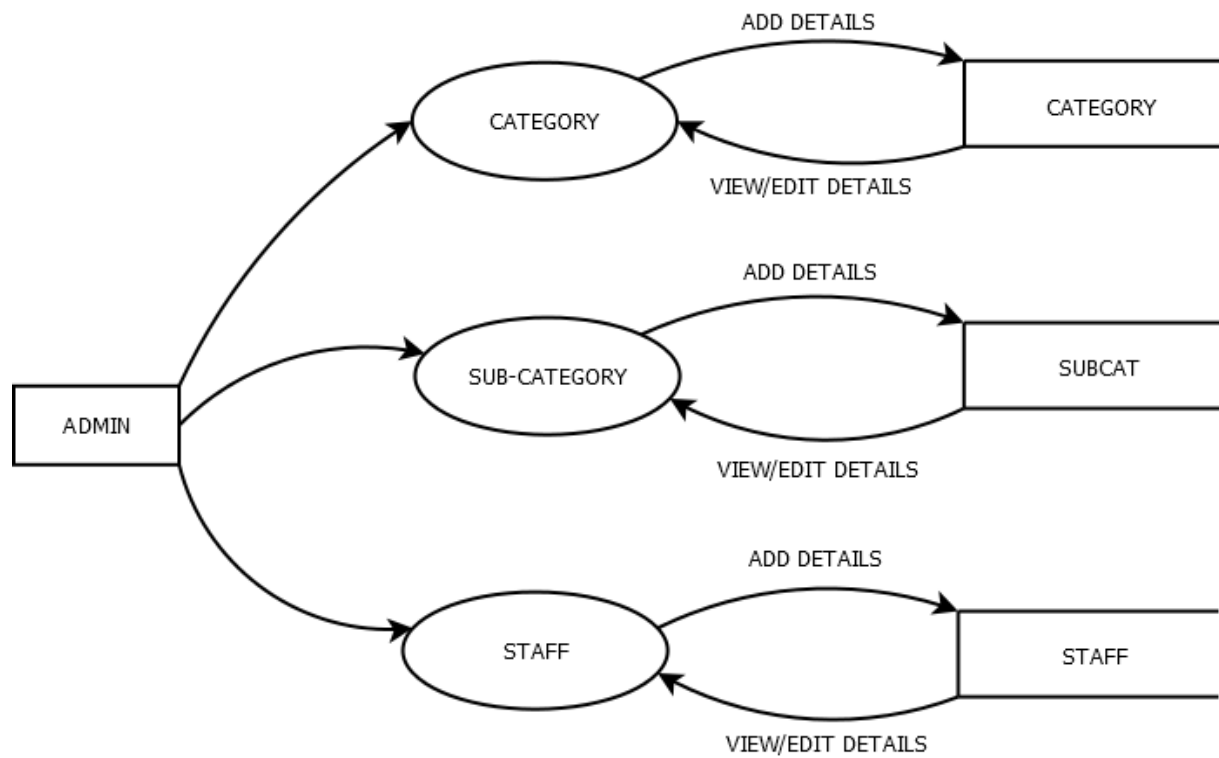 ADD DETAILS
CATEGORY
CATEGORY
VIEW/EDIT DETAILS
ADD DETAILS
SUB-CATEGORY
SUBCAT
ADMIN
VIEW/EDIT DETAILS
ADD DETAILS
STAFF
STAFF
VIEW/EDIT DETAILS